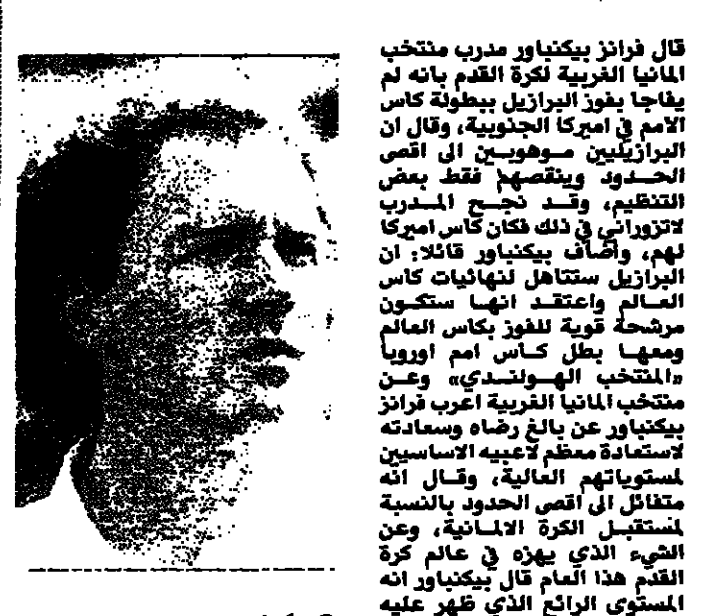 قال فرانز بيكنباور مدرب منتخب
المانيا الغربية لكرة القدم بانه لم
يفاجا بفوز البرازيل ببطولة كاس
الامم في اميركا الجنوبية، وقال ان
البرازيليين موهوبين الى اقصى
الحدود وينقصهم فقط بعض
التنظيم، وقد نجح المدرب
لاتزوراني في ذلك فكان كاس اميركا
لهم، واضاف بيكنباور قائلا: ان
البرازيل ستتاهل لنهائيات كاس
العالم واعتقد انها ستكون
مرشحة قوية للفوز بكاس العالم
ومعها بطل كاس امم اوروبا
«المنتخب الهولندي» وعن
منتخب المانيا الغربية اعرب فرانز
بيكنباور عن بالغ رضاه وسعادته
لاستعادة معظم لاعبيه الاساسيين
لمستوياتهم العالية، وقال انه
متفائل الى اقصى الحدود بالنسبة
لمستقبل الكرة الالمانية، وعن
الشيء الذي يهزه في عالم كرة
القدم هذا العام قال بيكنباور انه
المستوى الرائع الذي ظهر عليه